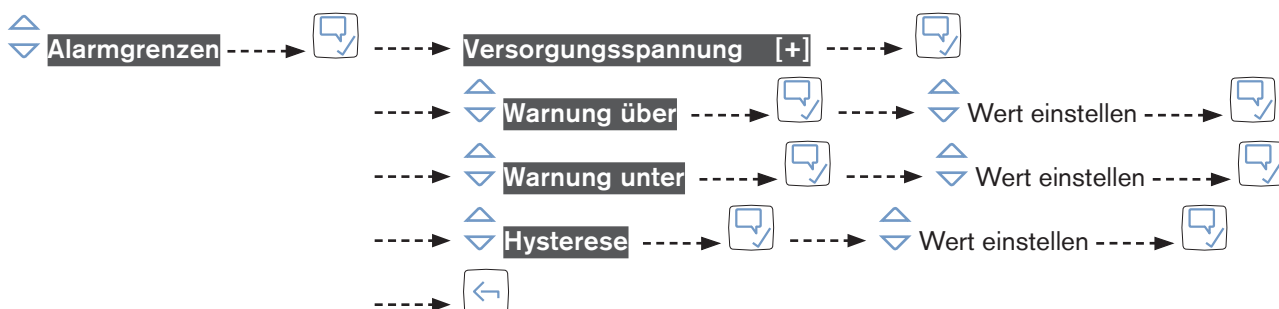 Alarmgrenzen Versorgungsspannung [+]
Warnung über Wert einstellen
Warnung unter Wert einstellen
Hysterese Wert einstellen